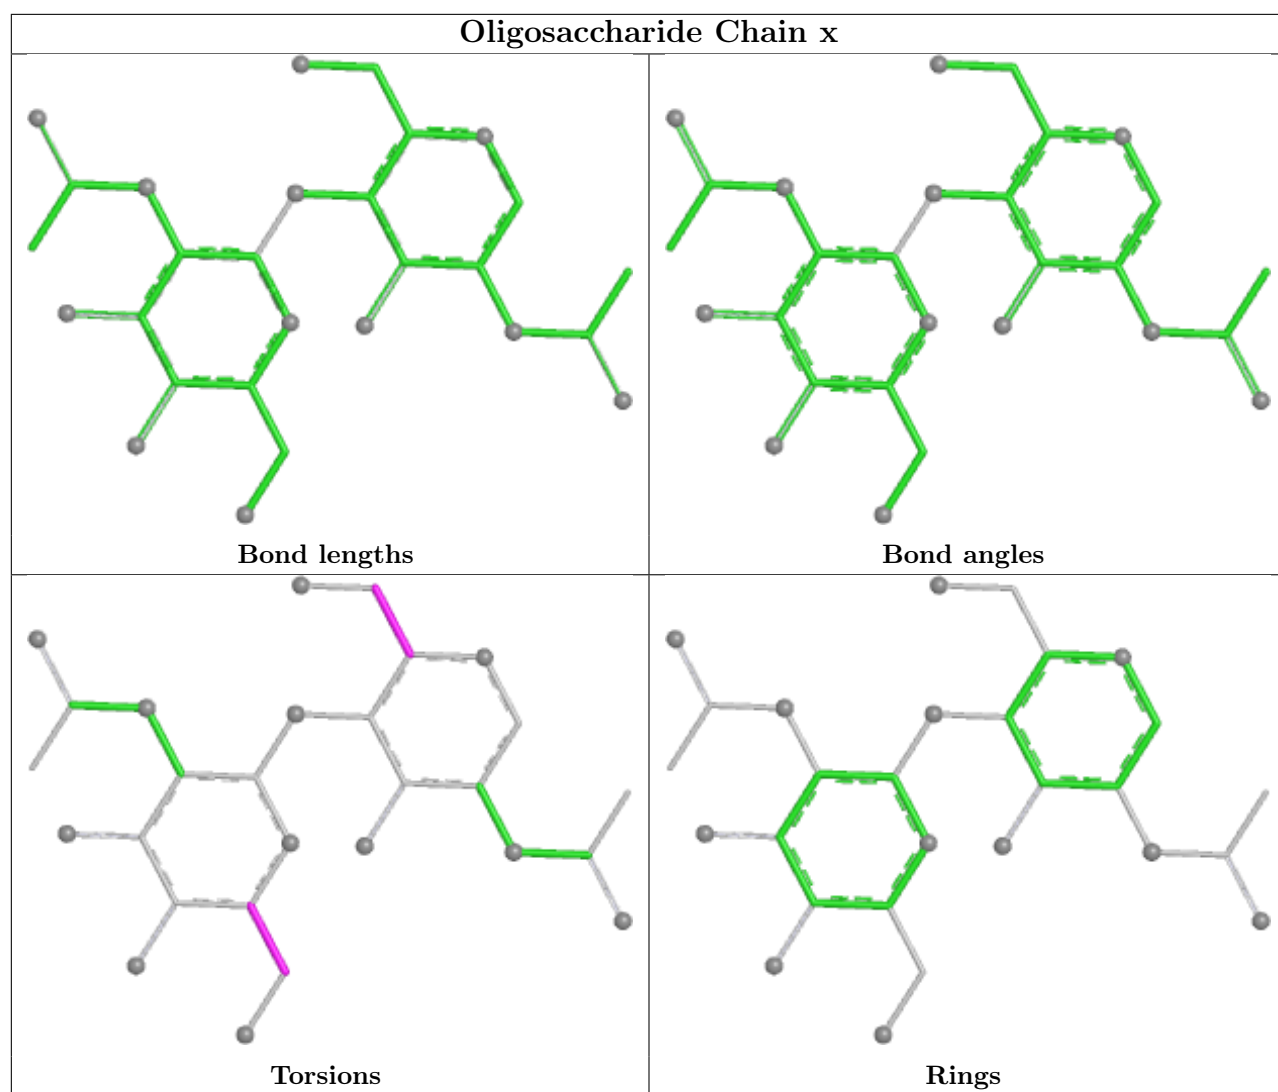 Oligosaccharide Chain x
Bond lengths
Bond angles
Torsions
Rings